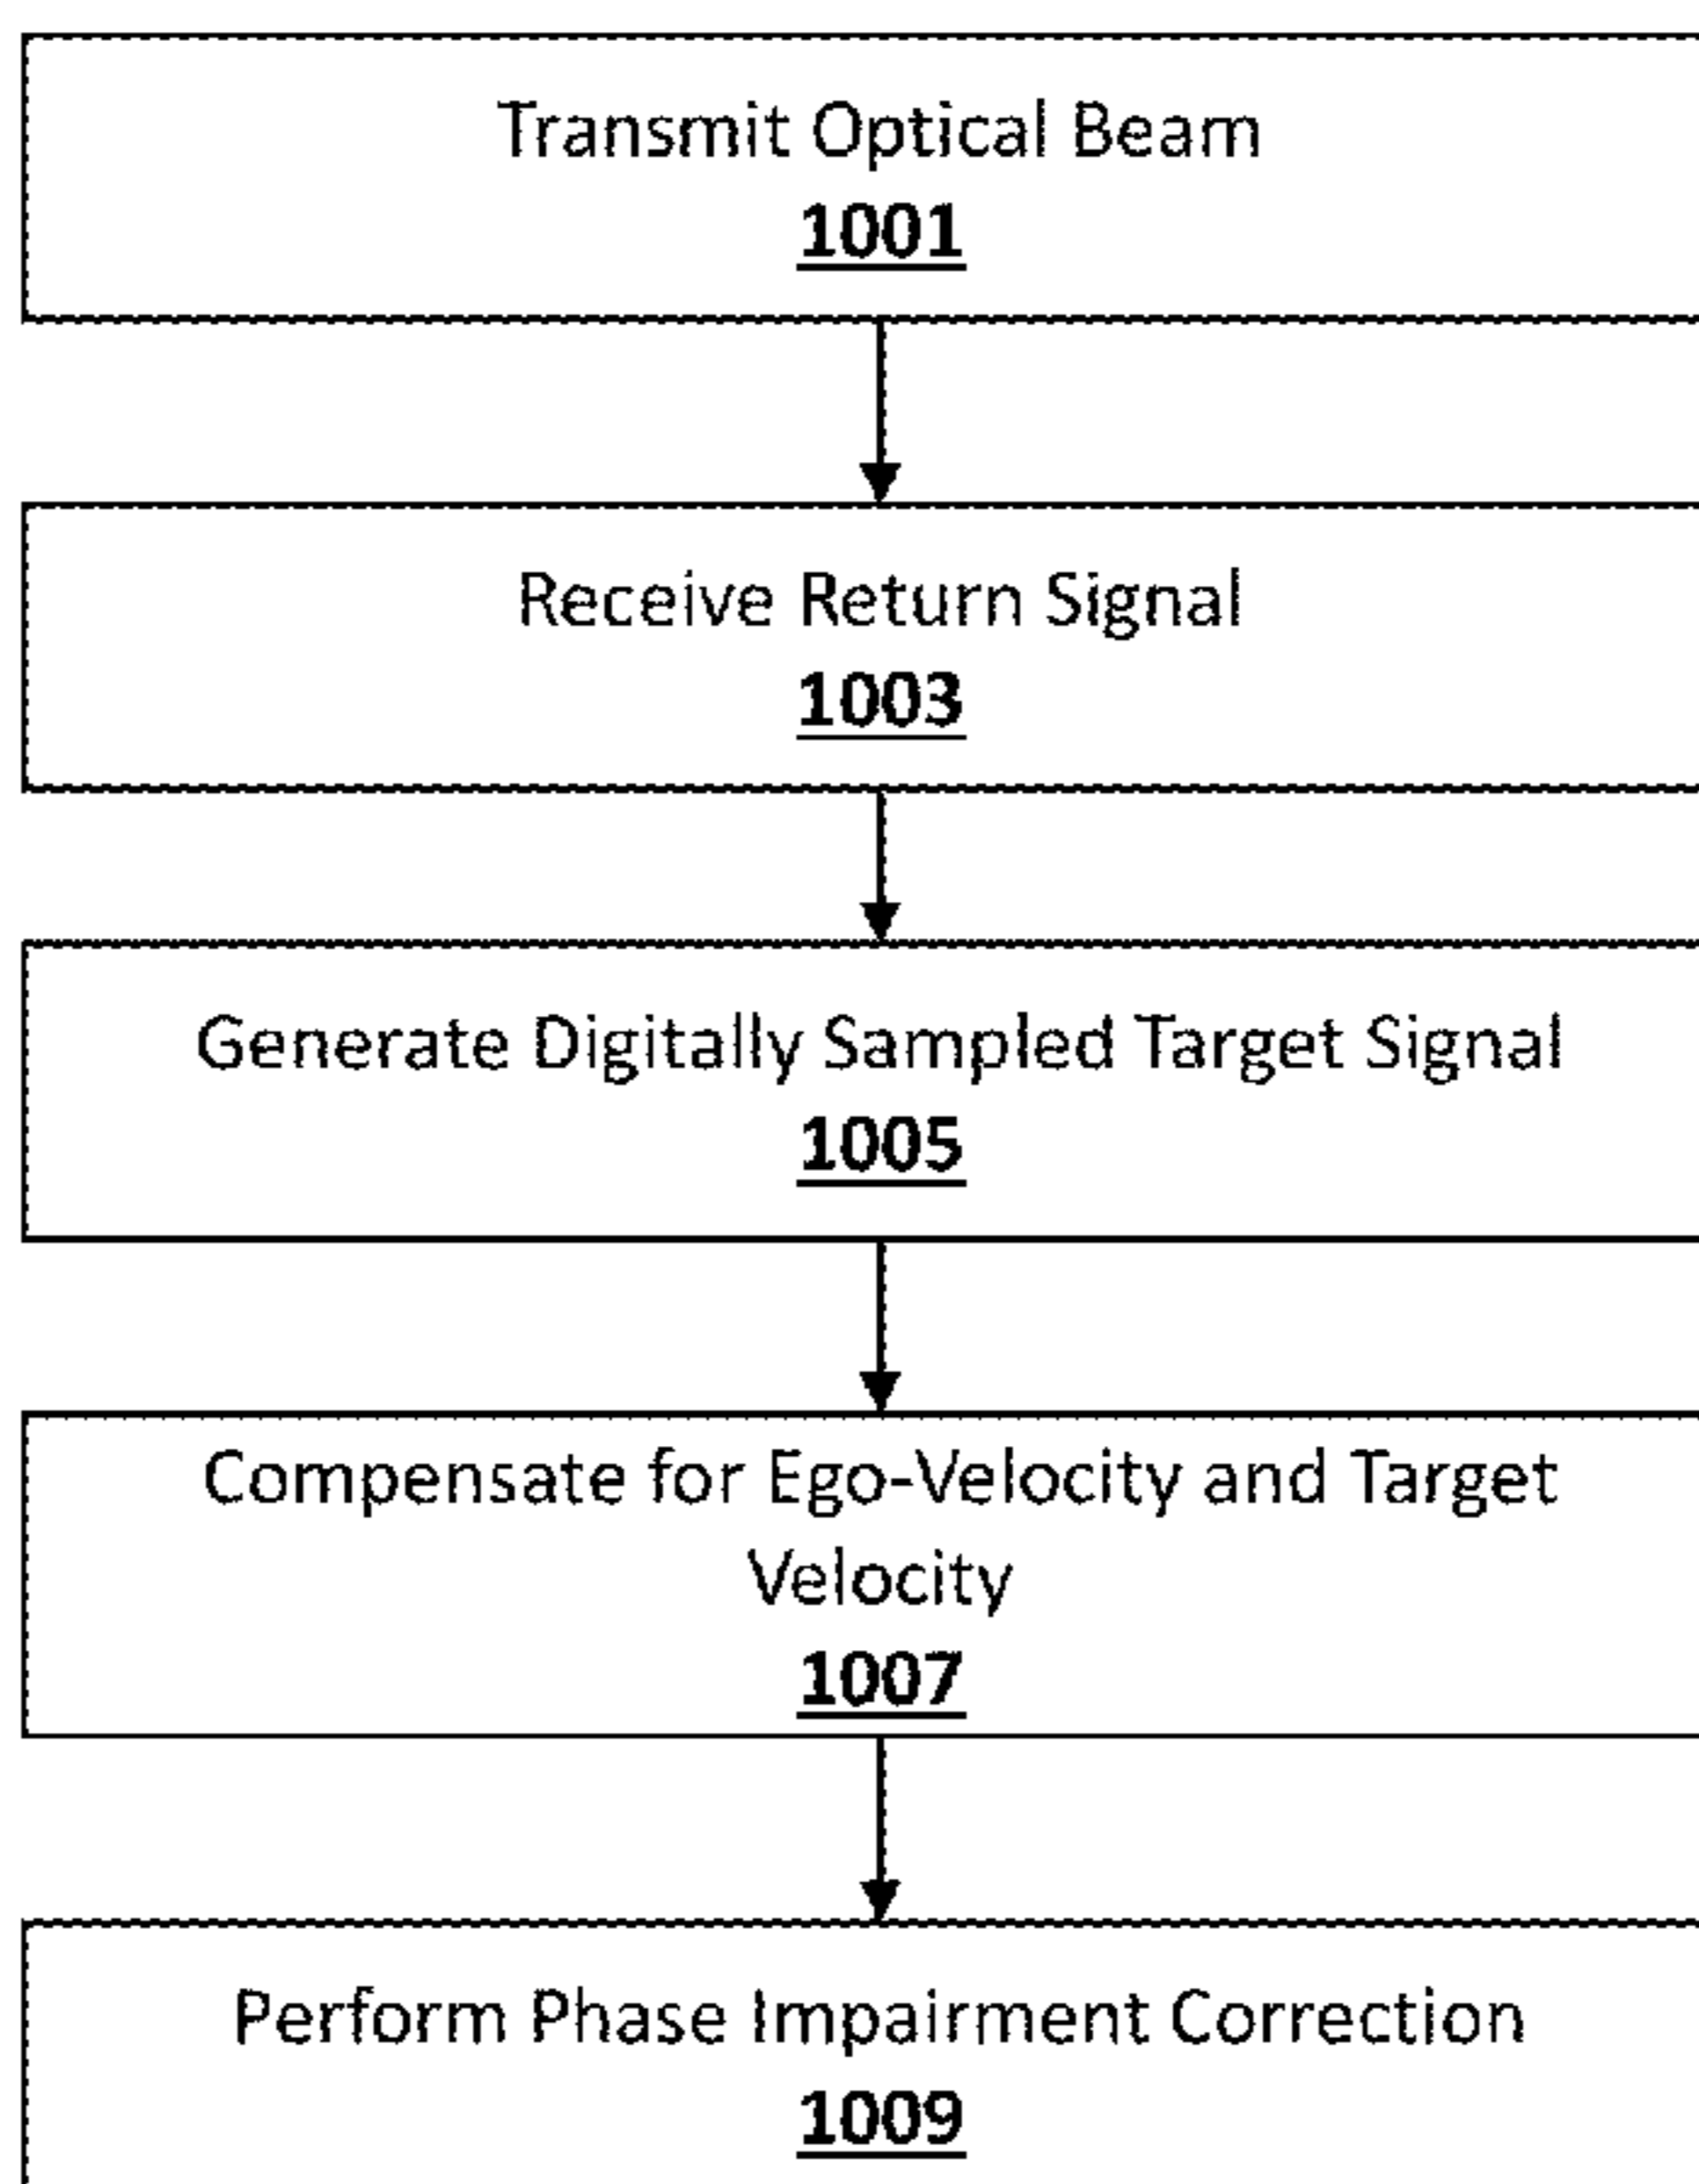 Transmit Optical Beam
1001
Receive Return Signal
1003
Generate Digitally Sampled Target Signal
1005
Compensate for Ego-Velocity and Target
Velocity
1007
Perform Phase Impairment Correction
1009